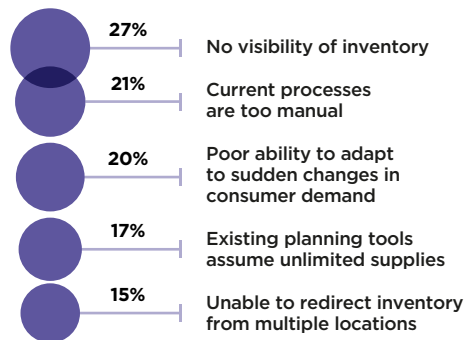 27%
No visibility of inventory
21%
Current processes
are too manual
20%
Poor ability to adapt
to sudden changes in
consumer demand
17%
Existing planning tools
assume unlimited supplies
15%
Unable to redirect inventory
from multiple locations